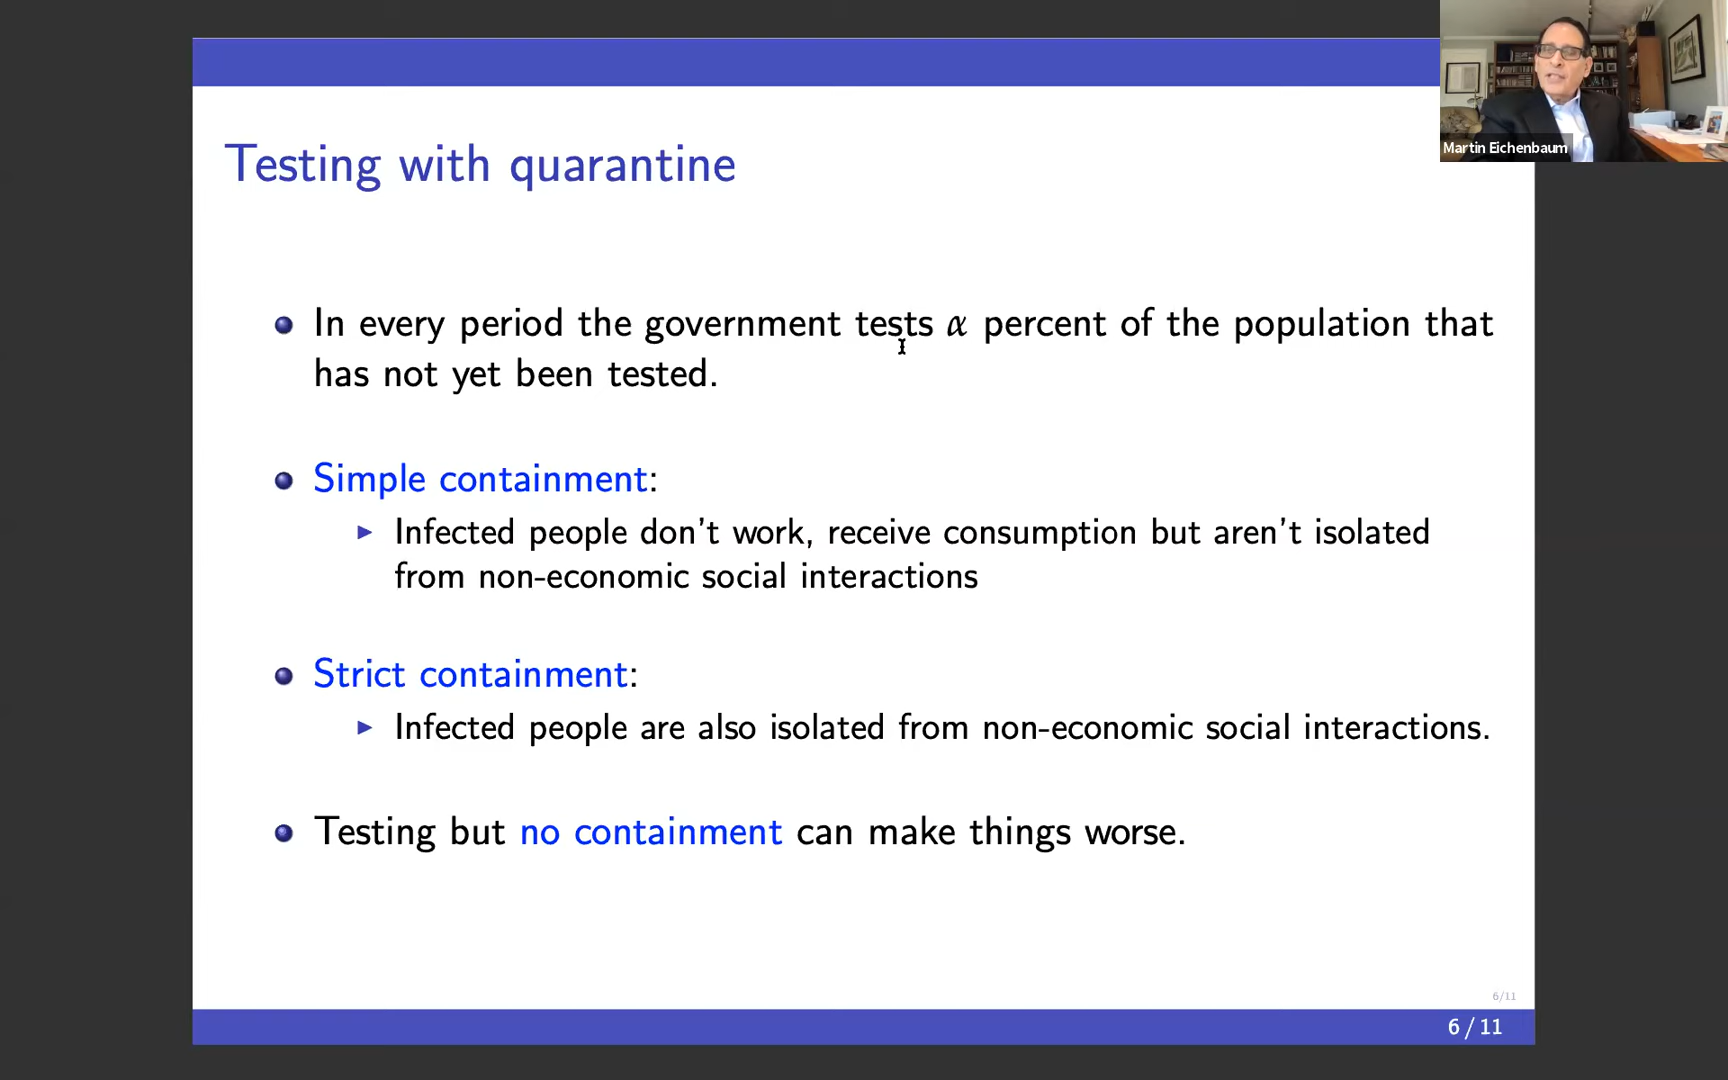 Martin Eichenbaum
Testing with quarantine
In every period the government tests α percent of the population that
has not yet been tested.
Simple containment:
Infected people don't work, receive consumption but aren't isolated
from non-economic social interactions
Strict containment:
Infected people are also isolated from non-economic social interactions.
Testing but no containment can make things worse.
6/11
6 / 11